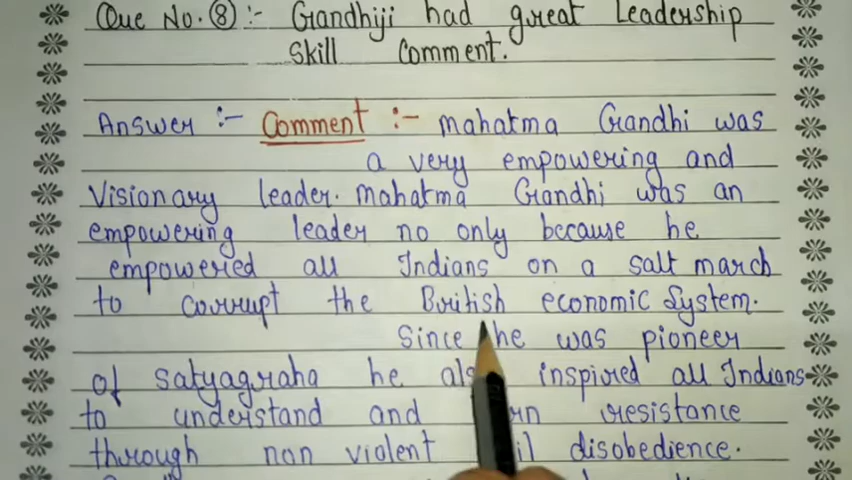 Que No. ⑧ :- Gandhiji had great Leadership
Skill Comment.
Answer :- Comment :- Mahatma Gandhi was
a very empowering and
Visionary leader. Mahatma Gandhi was an
empowering leader no only because he
empowered all Indians on a salt march
to corrupt the British economic System.
Since he was pioneer
of satyagraha he inspired all Indians
to understand and resistance
through non violent disobedience.